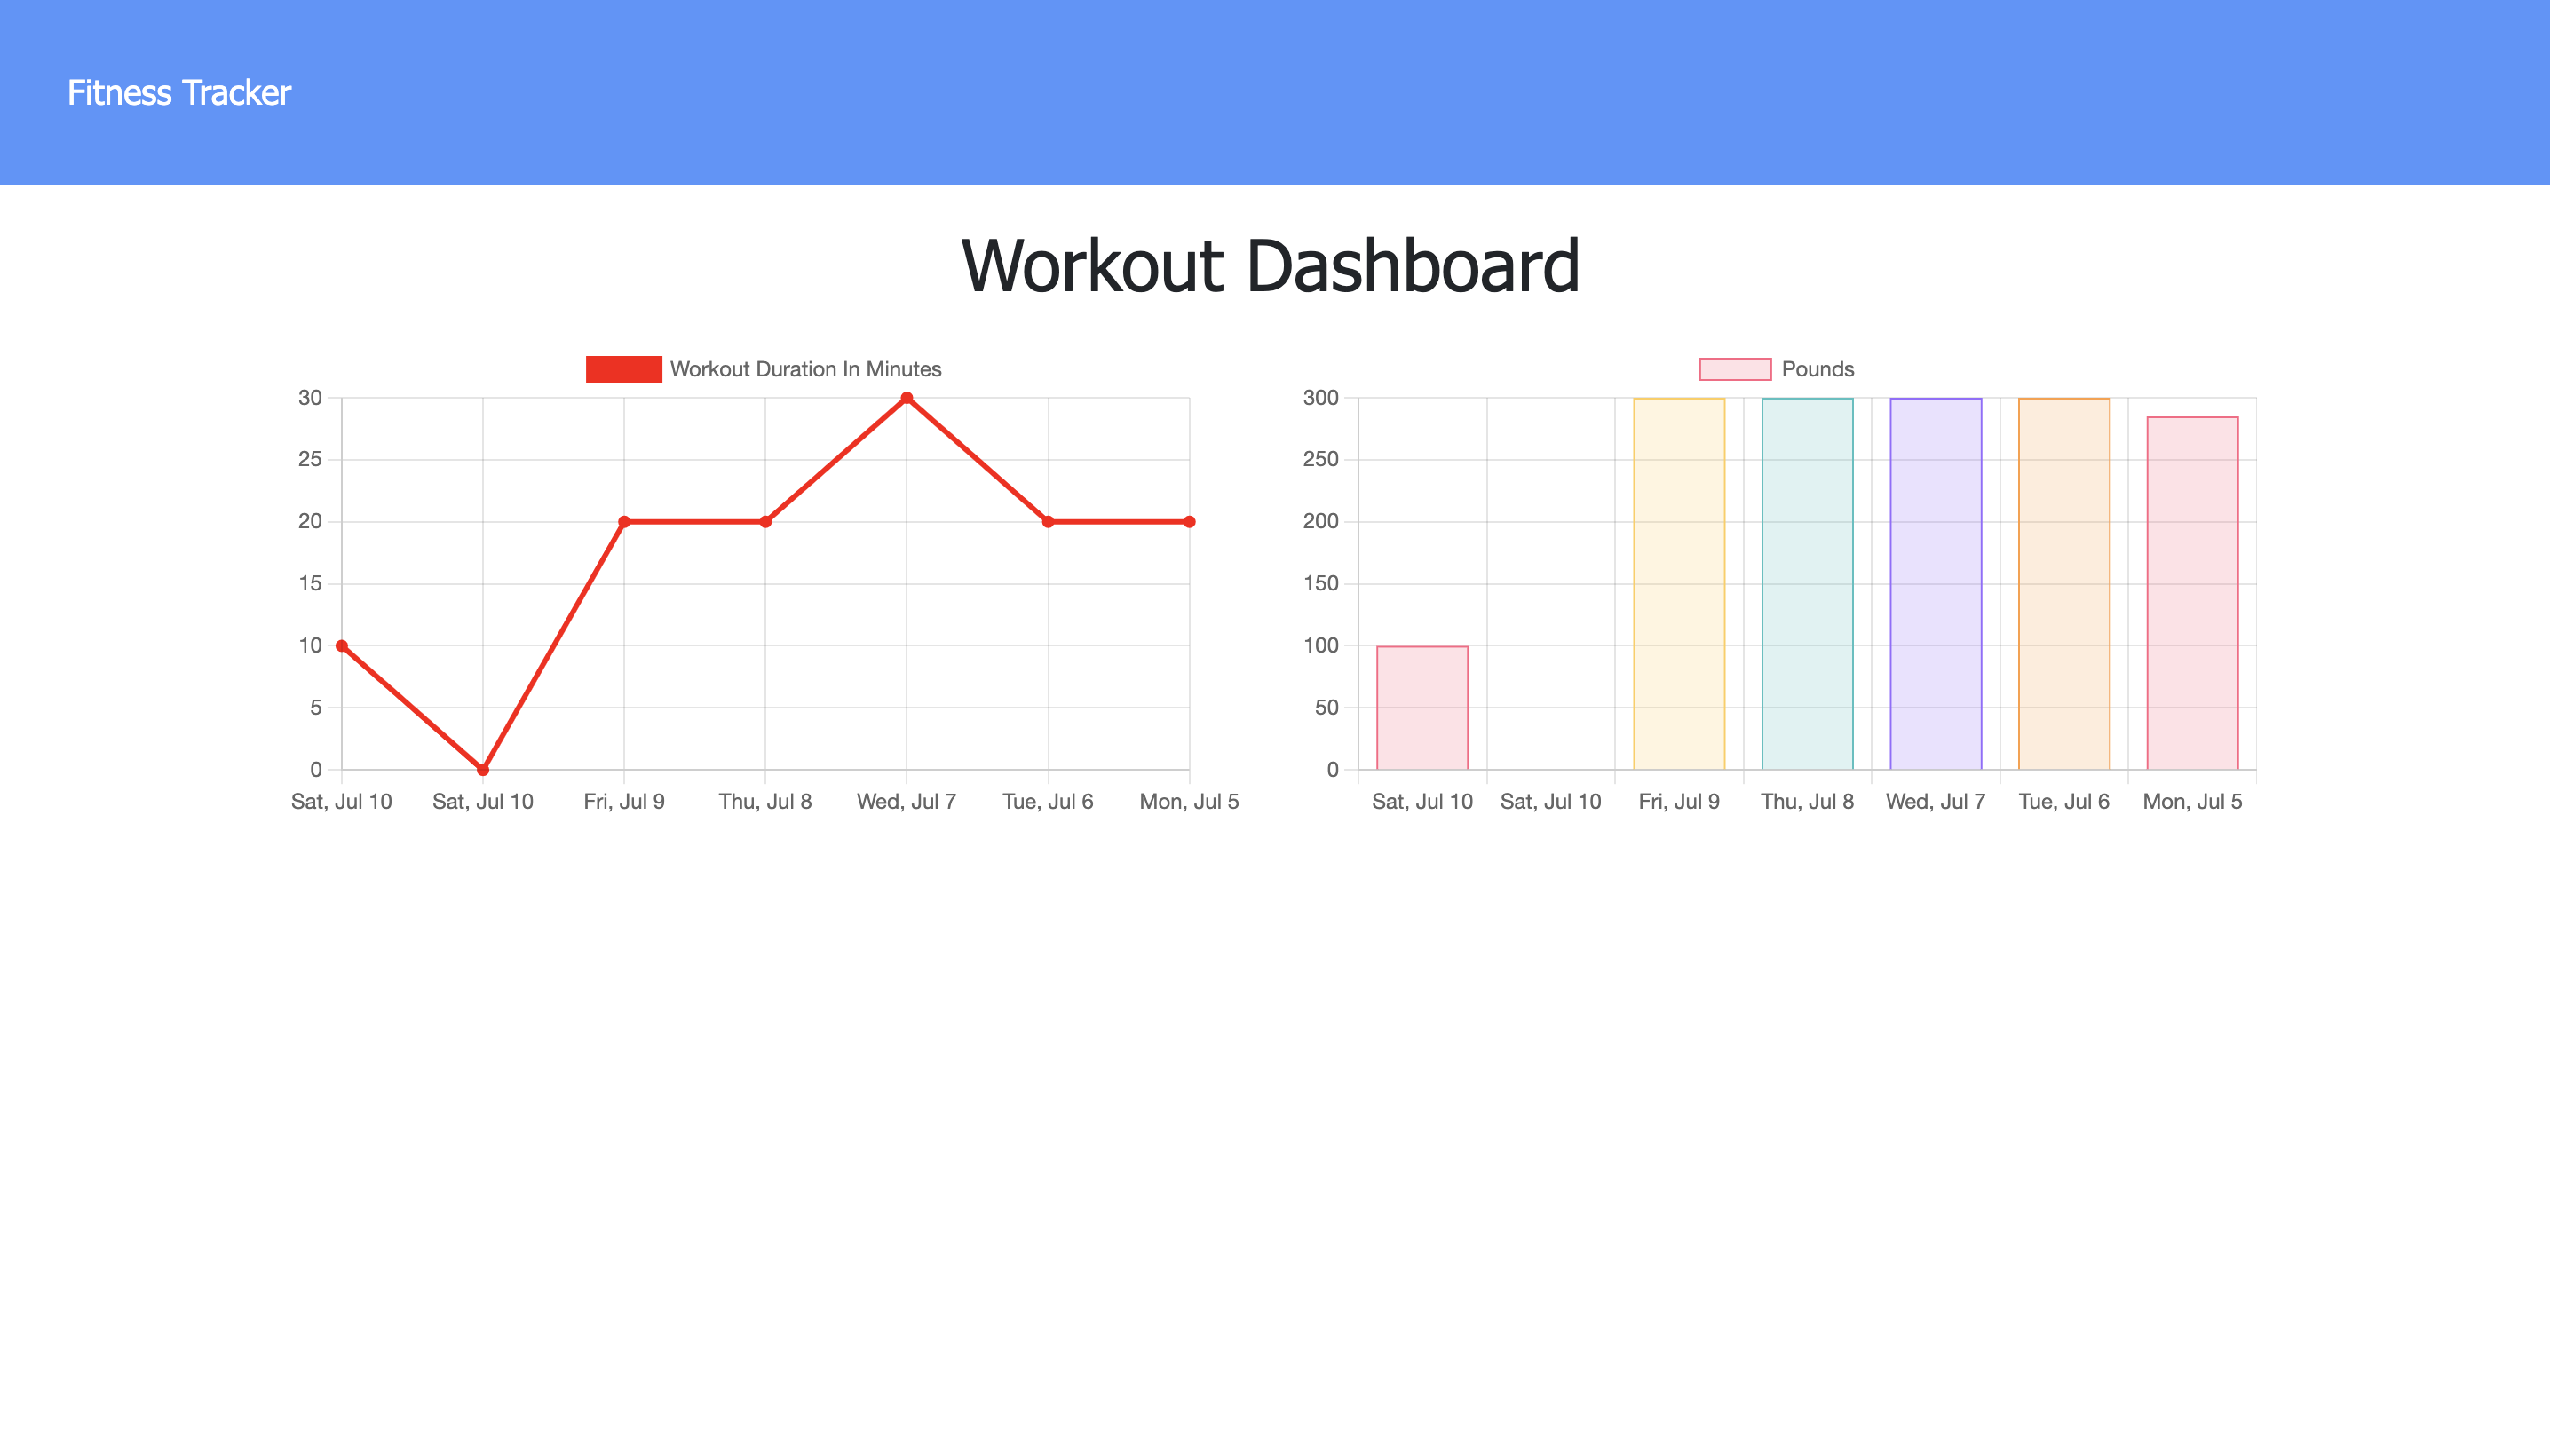 Fitness Tracker
Workout Dashboard
Workout Duration In Minutes
30
25
20
15
10
5
0
Sat, Jul 10 Sat, Jul 10 Fri, Jul 9 Thu, Jul 8 Wed, Jul 7 Tue, Jul 6 Mon, Jul 5
Pounds
300
250
200
150
100
50
0
Sat, Jul 10 Sat, Jul 10 Fri, Jul 9 Thu, Jul 8 Wed, Jul 7 Tue, Jul 6 Mon, Jul 5